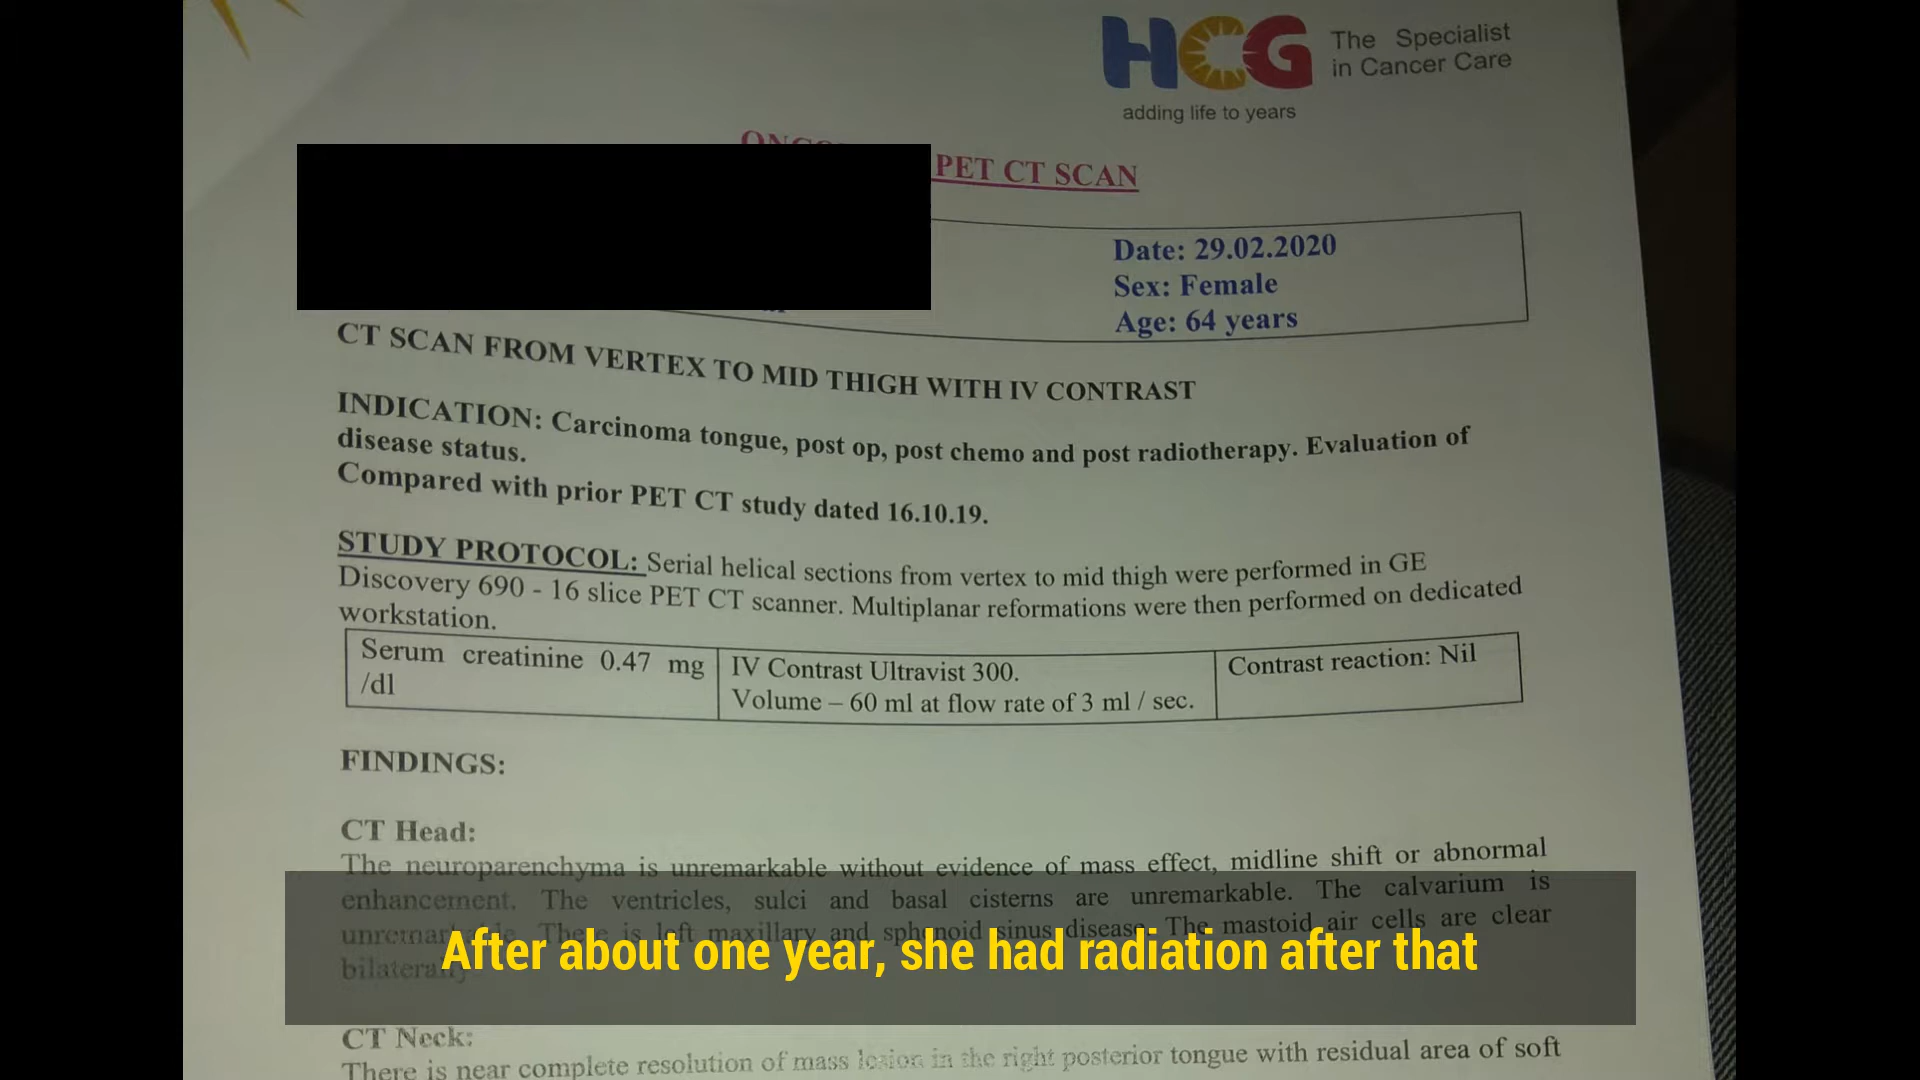 HCG The Specialist
in Cancer Care
adding life to years
PET CT SCAN
Date: 29.02.2020
Sex: Female
Age: 64 years
CT SCAN FROM VERTEX TO MID THIGH WITH IV CONTRAST
INDICATION: Carcinoma tongue, post op, post chemo and post radiotherapy. Evaluation of
disease status.
Compared with prior PET CT study dated 16.10.19.
STUDY PROTOCOL: Serial helical sections from vertex to mid thigh were performed in GE
Discovery 690 - 16 slice PET CT scanner. Multiplanar reformations were then performed on dedicated
workstation.
Serum creatinine 0.47 mg
/dl
IV Contrast Ultravist 300.
Volume – 60 ml at flow rate of 3 ml / sec.
Contrast reaction: Nil
FINDINGS:
CT Head:
The neuroparenchyma is unremarkable without evidence of mass effect, midline shift or abnormal
enhancement. The ventricles, sulci and basal cisterns are unremarkable. The calvarium is
There is left maxillary and sphenoid sinus disease. The mastoid air cells are clear
After about one year, she had radiation after that
CT Neck:
There is near complete resolution of mass lesion in the right posterior tongue with residual area of soft